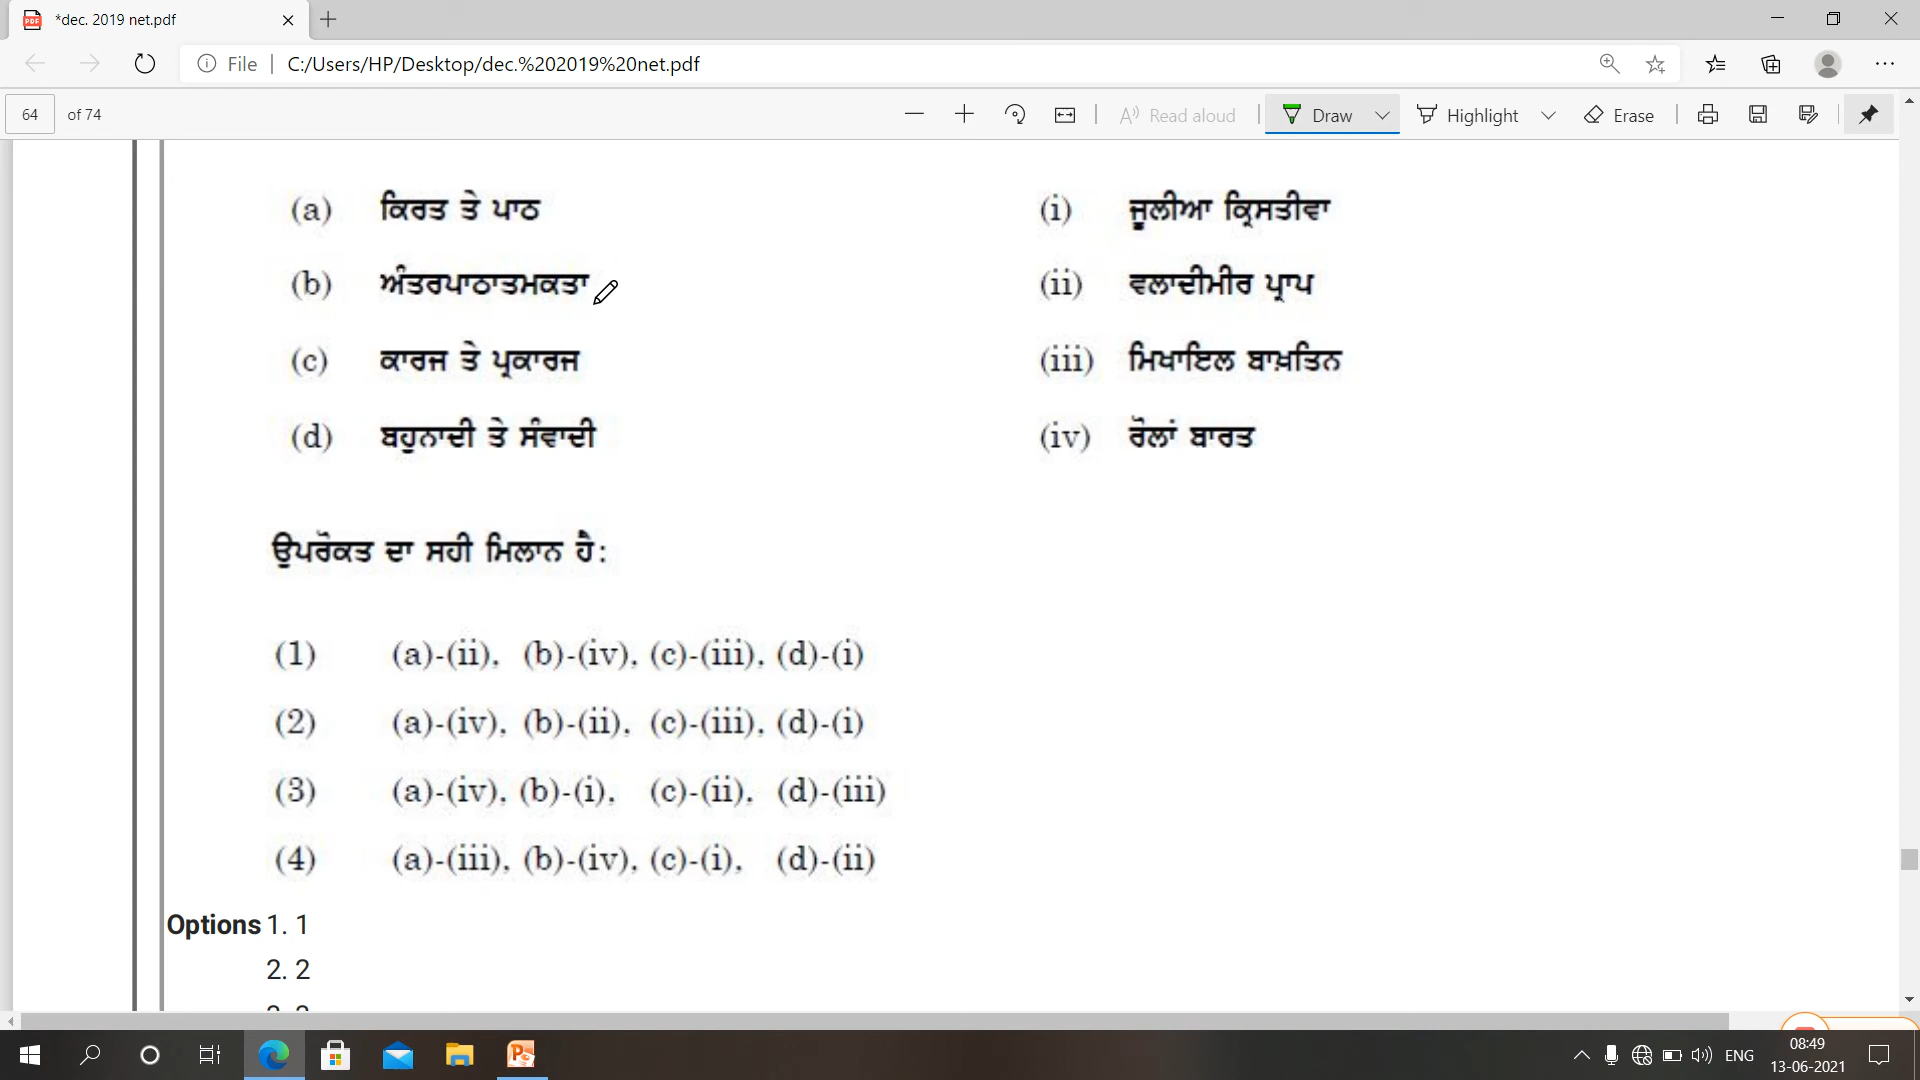 *dec. 2019 net.pdf
File | C:/Users/HP/Desktop/dec.%202019%20net.pdf
64 of 74 Read aloud Draw Highlight Erase
(a) ਕਿਰਤ ਤੇ ਪਾਠ (i) ਜੂਲੀਆ ਕ੍ਰਿਸਤੀਵਾ
(b) ਅੰਤਰਪਾਠਾਤਮਕਤਾ (ii) ਵਲਾਦੀਮੀਰ ਪ੍ਰਾਪ
(c) ਕਾਰਜ ਤੇ ਪ੍ਰਕਾਰਜ (iii) ਮਿਖਾਇਲ ਬਾਖ਼ਤਿਨ
(d) ਬਹੁਨਾਦੀ ਤੇ ਸੰਵਾਦੀ (iv) ਰੋਲਾਂ ਬਾਰਤ
ਉਪਰੋਕਤ ਦਾ ਸਹੀ ਮਿਲਾਨ ਹੈ:
(1) (a)-(ii), (b)-(iv), (c)-(iii), (d)-(i)
(2) (a)-(iv), (b)-(ii), (c)-(iii), (d)-(i)
(3) (a)-(iv), (b)-(i), (c)-(ii), (d)-(iii)
(4) (a)-(iii), (b)-(iv), (c)-(i), (d)-(ii)
Options 1. 1
2. 2
ENG
08:49
13-06-2021